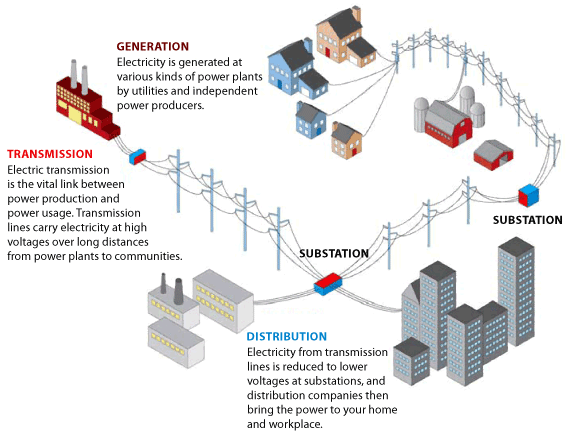 GENERATION
Electricity is generated at
various kinds of power plants
by utilities and independent
power producers.
TRANSMISSION
Electric transmission
is the vital link between
power production and
power usage. Transmission
lines carry electricity at high
voltages over long distances
from power plants to communities.
SUBSTATION
SUBSTATION
DISTRIBUTION
Electricity from transmission
lines is reduced to lower
voltages at substations, and
distribution companies then
bring the power to your home
and workplace.